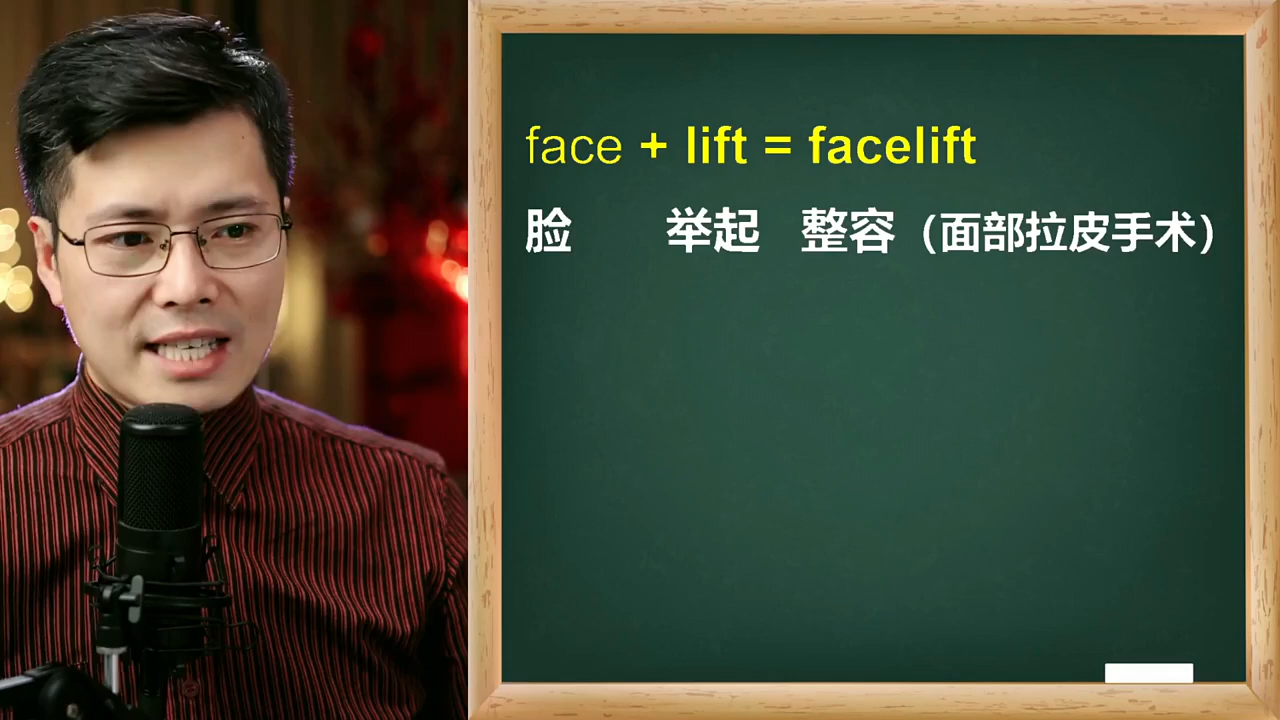 face + lift = facelift
脸 举起 整容（面部拉皮手术）